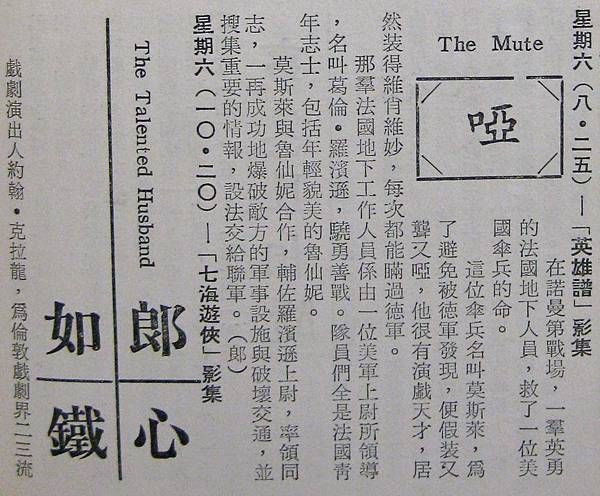 星期六(八·二五)—「英雄譜」影集
The Mute
啞
在諾曼第戰場,一羣英勇
的法國地下人員,救了一位美
國傘兵的命。
這位傘兵名叫莫斯萊,爲
了避免被德軍發現,便假裝又
聾又啞,他很有演戲天才,居
然裝得維肖維妙,每次都能瞞過德軍。
那羣法國地下工作人員係由一位美軍上尉所領導
,名叫葛倫·羅濱遜,驍勇善戰。隊員們全是法國靑
年志士,包括年輕貌美的魯仙妮。
莫斯萊與魯仙妮合作,輔佐羅濱遜上尉,率領同
志,一再成功地爆破敵方的軍事設施與破壞交通,並
搜集重要的情報,設法交給聯軍。(郎)
星期六(一〇·二〇)—「七海遊俠」影集
The Talented Husband
郎心
如鐵
戲劇演出人約翰·克拉龍,爲倫敦戲劇界二三流